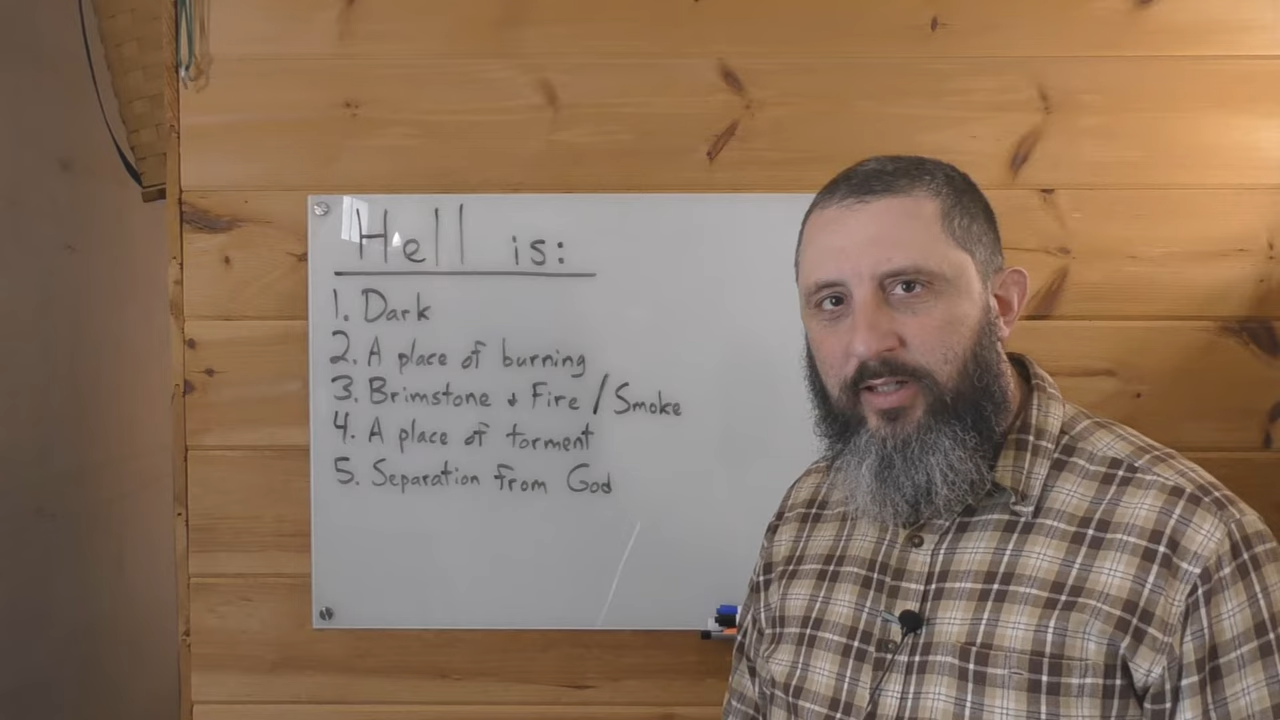 Hell is:
1. Dark
2. A place of burning
3. Brimstone + Fire / Smoke
4. A place of torment
5. Separation from God